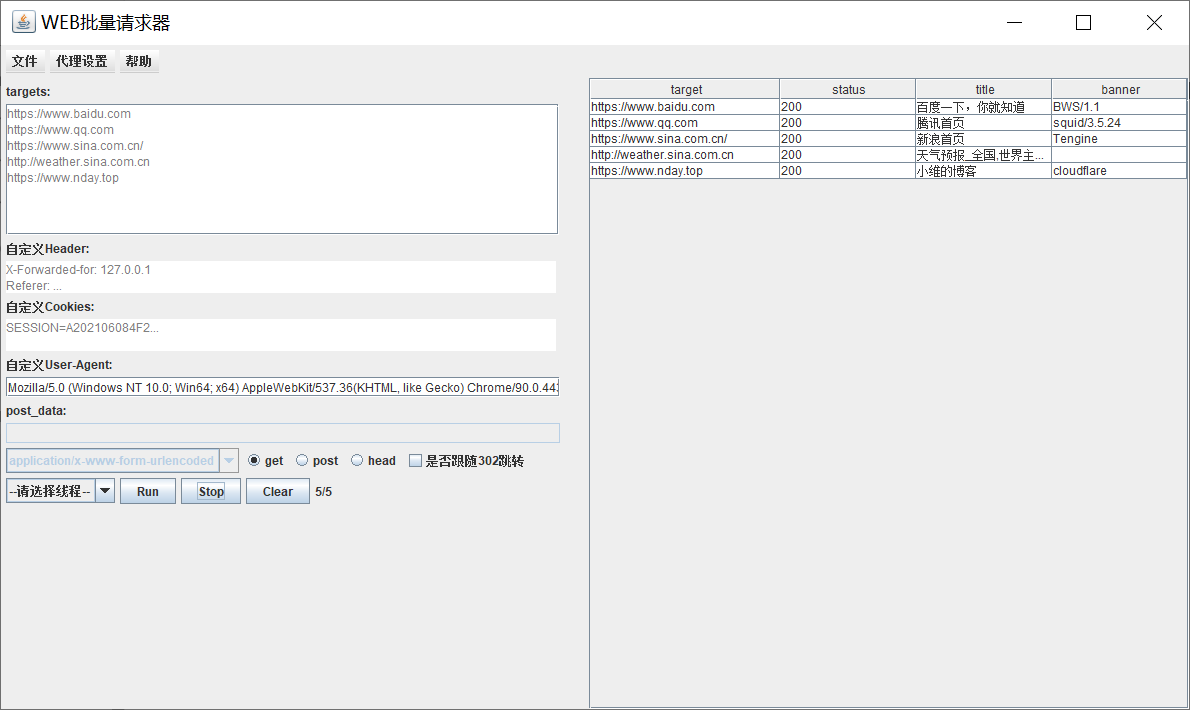 WEB批量请求器
文件 代理设置 帮助
targets:
https://www.baidu.com
https://www.qq.com
https://www.sina.com.cn/
http://weather.sina.com.cn
https://www.nday.top
自定义Header:
X-Forwarded-for: 127.0.0.1
Referer: ...
自定义Cookies:
SESSION=A202106084F2...
自定义User-Agent:
Mozilla/5.0 (Windows NT 10.0; Win64; x64) AppleWebKit/537.36(KHTML, like Gecko) Chrome/90.0.443
post_data:
application/x-www-form-urlencoded get post head 是否跟随302跳转
--请选择线程-- Run Stop Clear 5/5
target status title banner
https://www.baidu.com 200 百度一下，你就知道 BWS/1.1
https://www.qq.com 200 腾讯首页 squid/3.5.24
https://www.sina.com.cn/ 200 新浪首页 Tengine
http://weather.sina.com.cn 200 天气预报_全国,世界主...
https://www.nday.top 200 小维的博客 cloudflare